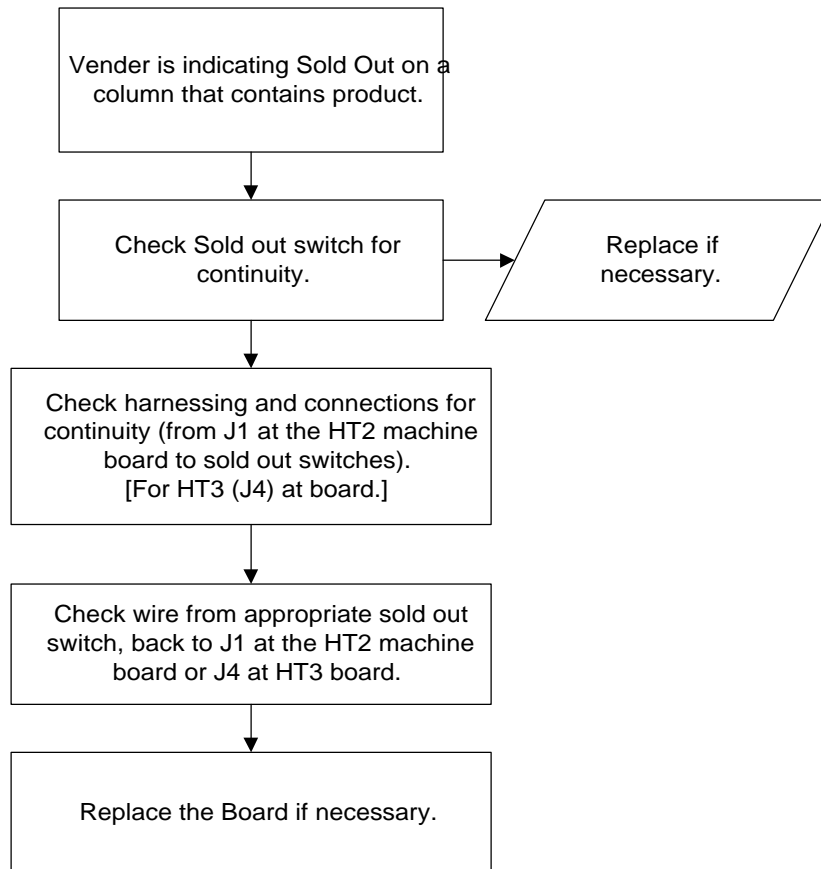 Vender is indicating Sold Out on a
column that contains product.
Check Sold out switch for
continuity.
Replace if
necessary.
Check harnessing and connections for
continuity (from J1 at the HT2 machine
board to sold out switches).
[For HT3 (J4) at board.]
Check wire from appropriate sold out
switch, back to J1 at the HT2 machine
board or J4 at HT3 board.
Replace the Board if necessary.